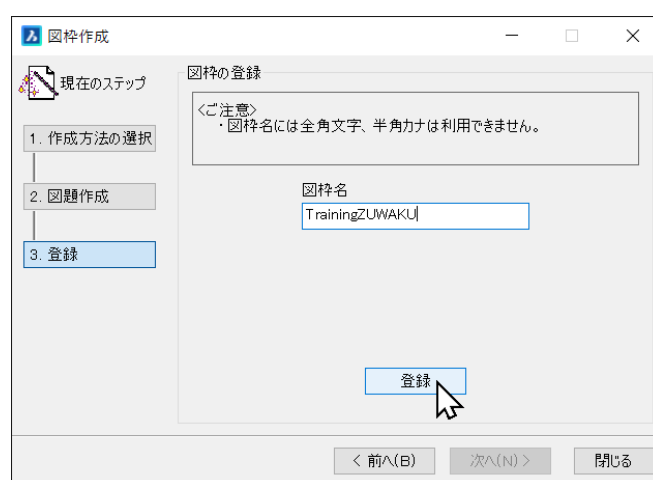 図枠作成
現在のステップ
1. 作成方法の選択
2. 図題作成
3. 登録
図枠の登録
<ご注意>
・図枠名には全角文字、半角カナは利用できません。
図枠名
TrainingZUWAKU
登録
< 前へ(B)
次へ(N) >
閉じる